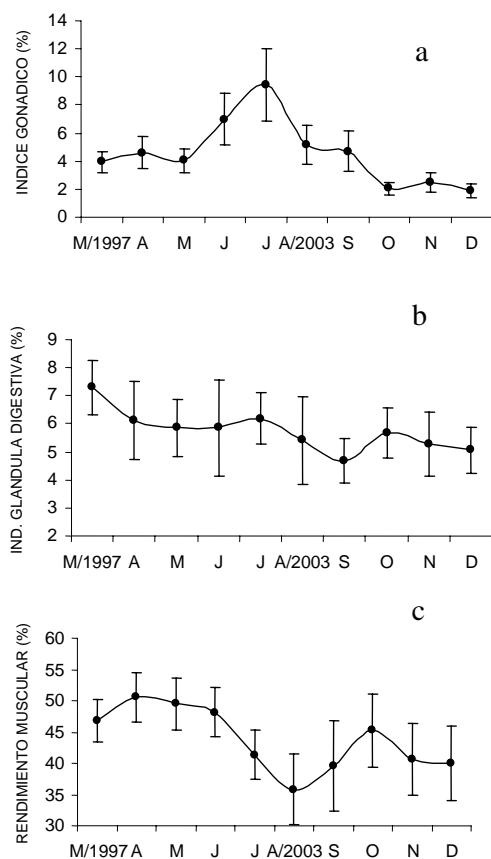 a
INDICE GONADICO (%)
14
12
10
8
6
4
2
0
M/1997 A M J J A/2003 S O N D
b
IND. GLANDULA DIGESTIVA (%)
9
8
7
6
5
4
3
2
M/1997 A M J J A/2003 S O N D
c
RENDIMIENTO MUSCULAR (%)
60
55
50
45
40
35
30
M/1997 A M J J A/2003 S O N D